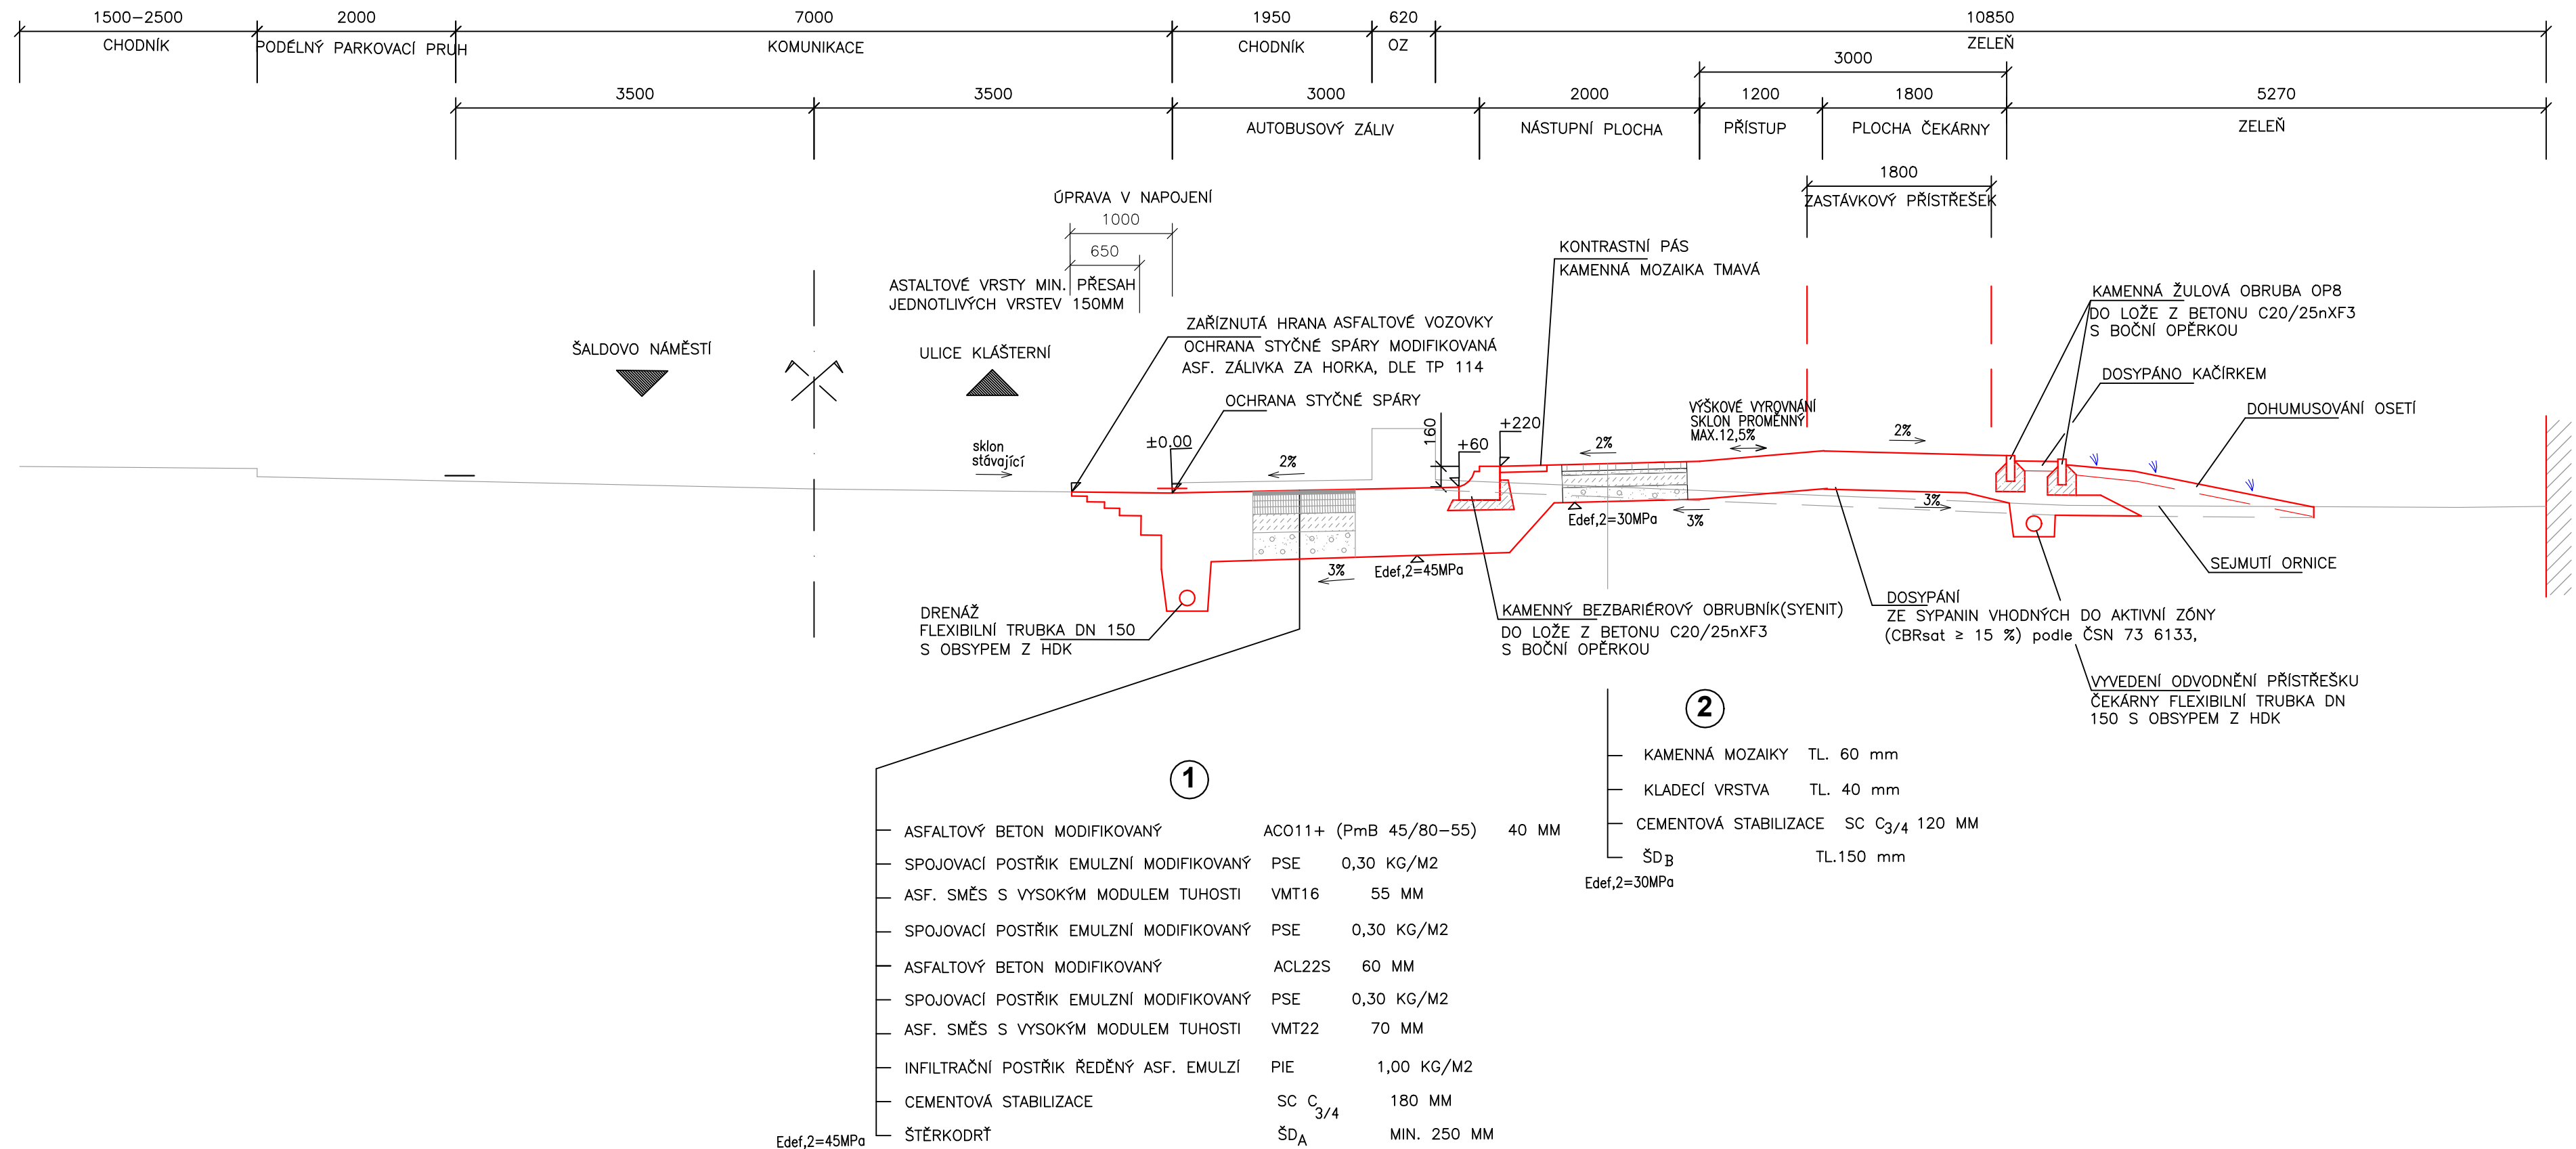 1500-2500 2000 7000 1950 620 10850
CHODNÍK PODÉLNÝ PARKOVACÍ PRUH KOMUNIKACE CHODNÍK OZ ZELEŇ
3000
3500 3500 3000 2000 1200 1800 5270
AUTOBUSOVÝ ZÁLIV NÁSTUPNÍ PLOCHA PŘÍSTUP PLOCHA ČEKÁRNY ZELEŇ
1800
ZASTÁVKOVÝ PŘÍSTŘEŠEK
ÚPRAVA V NAPOJENÍ
1000
650
ASTALTOVÉ VRSTY MIN. PŘESAH
JEDNOTLIVÝCH VRSTEV 150MM
KONTRASTNÍ PÁS
KAMENNÁ MOZAIKA TMAVÁ
KAMENNÁ ŽULOVÁ OBRUBA OP8
DO LOŽE Z BETONU C20/25nXF3
S BOČNÍ OPĚRKOU
ZAŘÍZNUTÁ HRANA ASFALTOVÉ VOZOVKY
OCHRANA STYČNÉ SPÁRY MODIFIKOVANÁ
ASF. ZÁLIVKA ZA HORKA, DLE TP 114
ŠALDOVO NÁMĚSTÍ
ULICE KLÁŠTERNÍ
DOSYPÁNO KAČÍRKEM
OCHRANA STYČNÉ SPÁRY
DOHUMUSOVÁNÍ OSETÍ
VÝŠKOVÉ VYROVNÁNÍ
SKLON PROMĚNNÝ
MAX.12,5%
sklon
stávající
±0.00
2%
160
+60
+220
2%
2%
Edef,2=30MPa
3%
3%
3%
Edef,2=45MPa
SEJMUTÍ ORNICE
DRENÁŽ
FLEXIBILNÍ TRUBKA DN 150
S OBSYPEM Z HDK
KAMENNÝ BEZBARIÉROVÝ OBRUBNÍK(SYENIT)
DO LOŽE Z BETONU C20/25nXF3
S BOČNÍ OPĚRKOU
DOSYPÁNÍ
ZE SYPANIN VHODNÝCH DO AKTIVNÍ ZÓNY
(CBRsat ≥ 15 %) podle ČSN 73 6133,
VYVEDENÍ ODVODNĚNÍ PŘÍSTŘEŠKU
ČEKÁRNY FLEXIBILNÍ TRUBKA DN
150 S OBSYPEM Z HDK
2
KAMENNÁ MOZAIKY TL. 60 mm
KLADECÍ VRSTVA TL. 40 mm
CEMENTOVÁ STABILIZACE SC C3/4 120 MM
ŠDB TL.150 mm
Edef,2=30MPa
1
ASFALTOVÝ BETON MODIFIKOVANÝ ACO11+ (PmB 45/80-55) 40 MM
SPOJOVACÍ POSTŘIK EMULZNÍ MODIFIKOVANÝ PSE 0,30 KG/M2
ASF. SMĚS S VYSOKÝM MODULEM TUHOSTI VMT16 55 MM
SPOJOVACÍ POSTŘIK EMULZNÍ MODIFIKOVANÝ PSE 0,30 KG/M2
ASFALTOVÝ BETON MODIFIKOVANÝ ACL22S 60 MM
SPOJOVACÍ POSTŘIK EMULZNÍ MODIFIKOVANÝ PSE 0,30 KG/M2
ASF. SMĚS S VYSOKÝM MODULEM TUHOSTI VMT22 70 MM
INFILTRAČNÍ POSTŘIK ŘEDĚNÝ ASF. EMULZÍ PIE 1,00 KG/M2
CEMENTOVÁ STABILIZACE SC C3/4 180 MM
ŠTĚRKODRŤ ŠDA MIN. 250 MM
Edef,2=45MPa